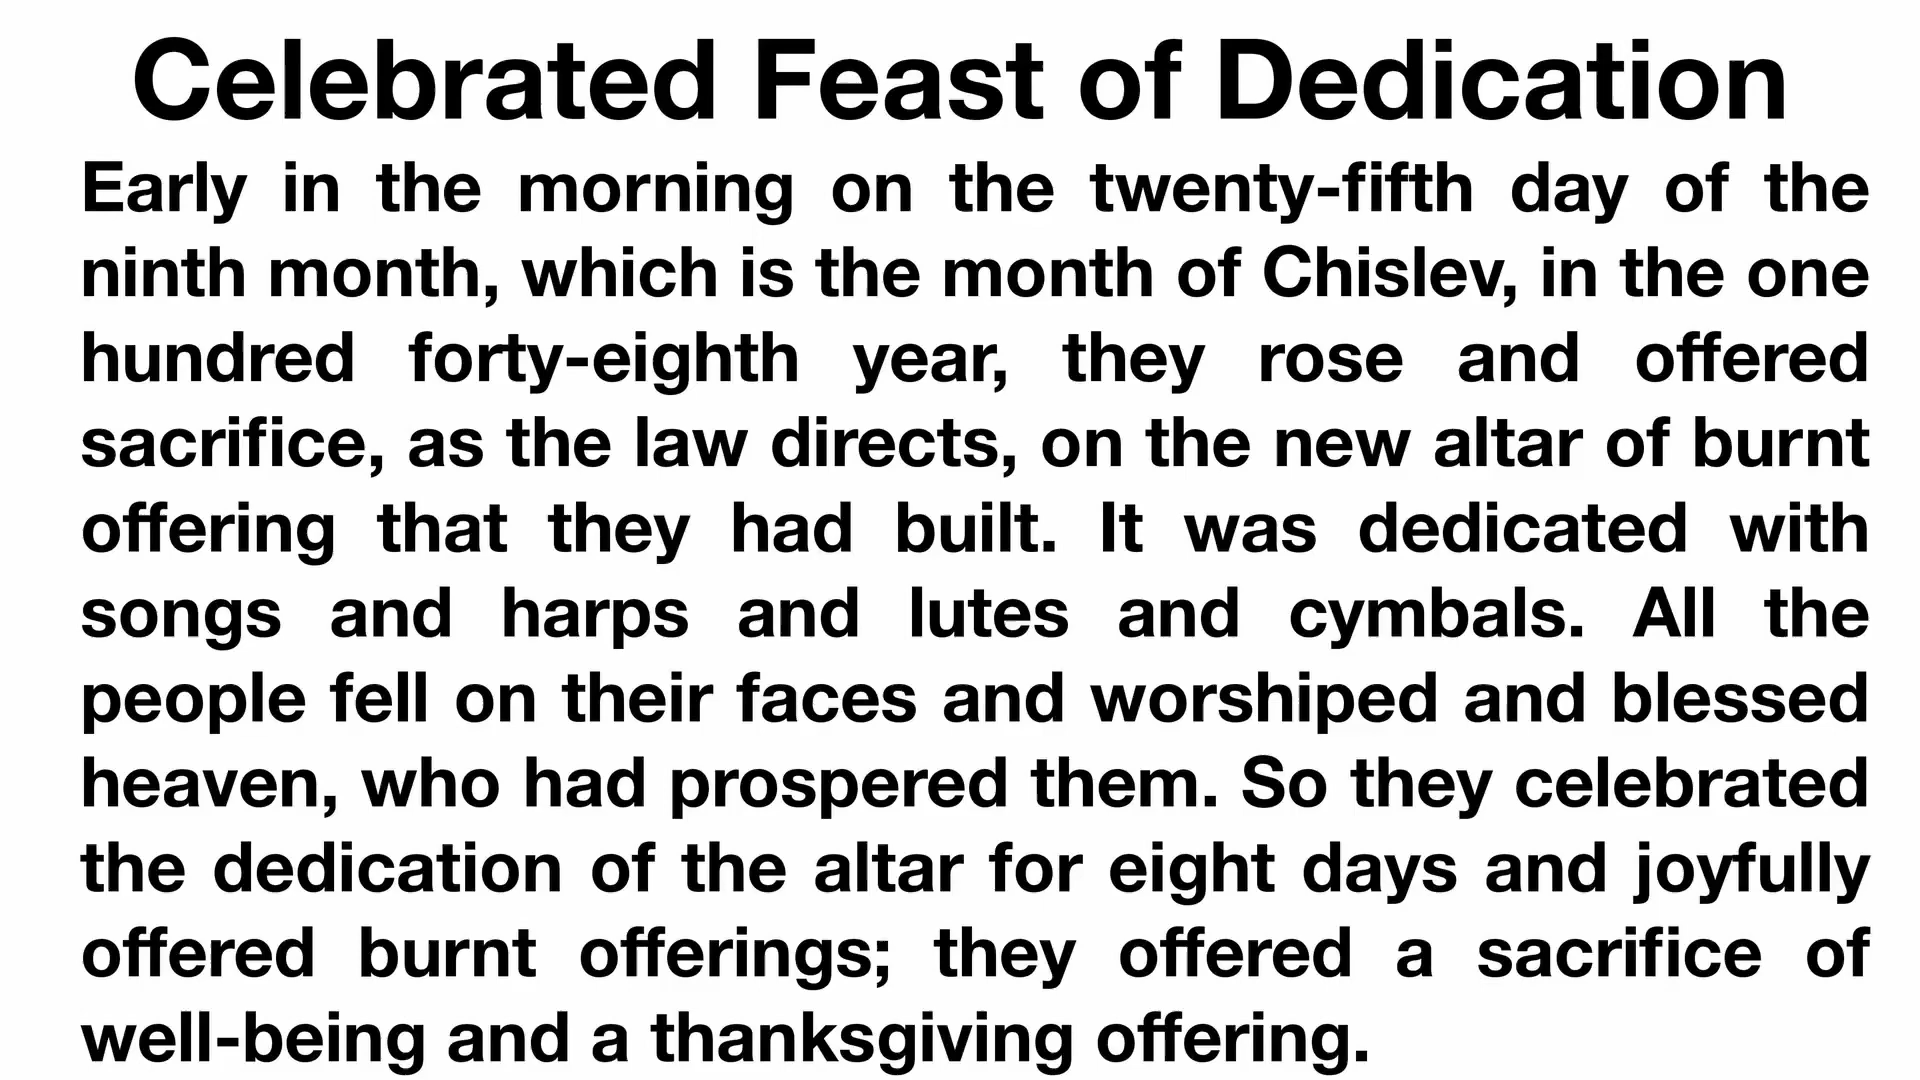 Celebrated Feast of Dedication
Early in the morning on the twenty-fifth day of the
ninth month, which is the month of Chislev, in the one
hundred forty-eighth year, they rose and offered
sacrifice, as the law directs, on the new altar of burnt
offering that they had built. It was dedicated with
songs and harps and lutes and cymbals. All the
people fell on their faces and worshiped and blessed
heaven, who had prospered them. So they celebrated
the dedication of the altar for eight days and joyfully
offered burnt offerings; they offered a sacrifice of
well-being and a thanksgiving offering.